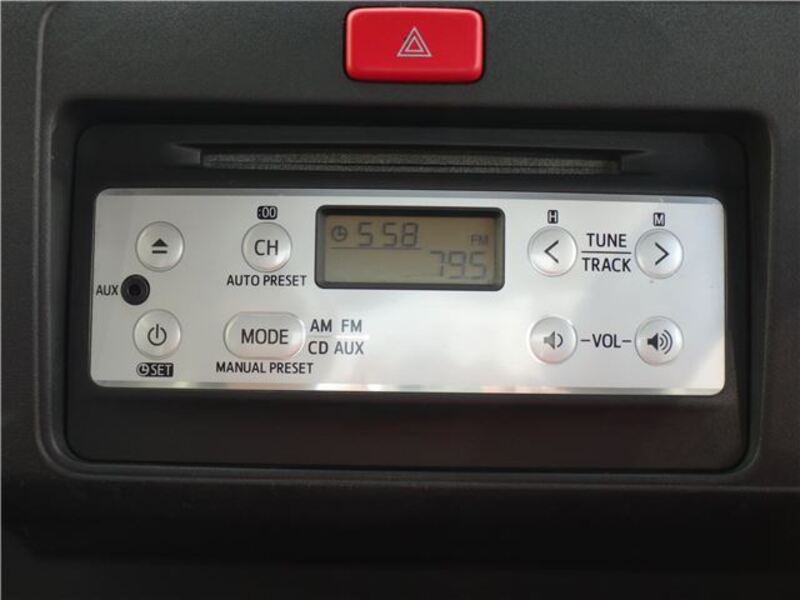 :00
CH
AUTO PRESET
5 58
FM
79.5
H
M
TUNE
TRACK
AUX
MODE
AM FM
CD AUX
MANUAL PRESET
SET
-VOL-